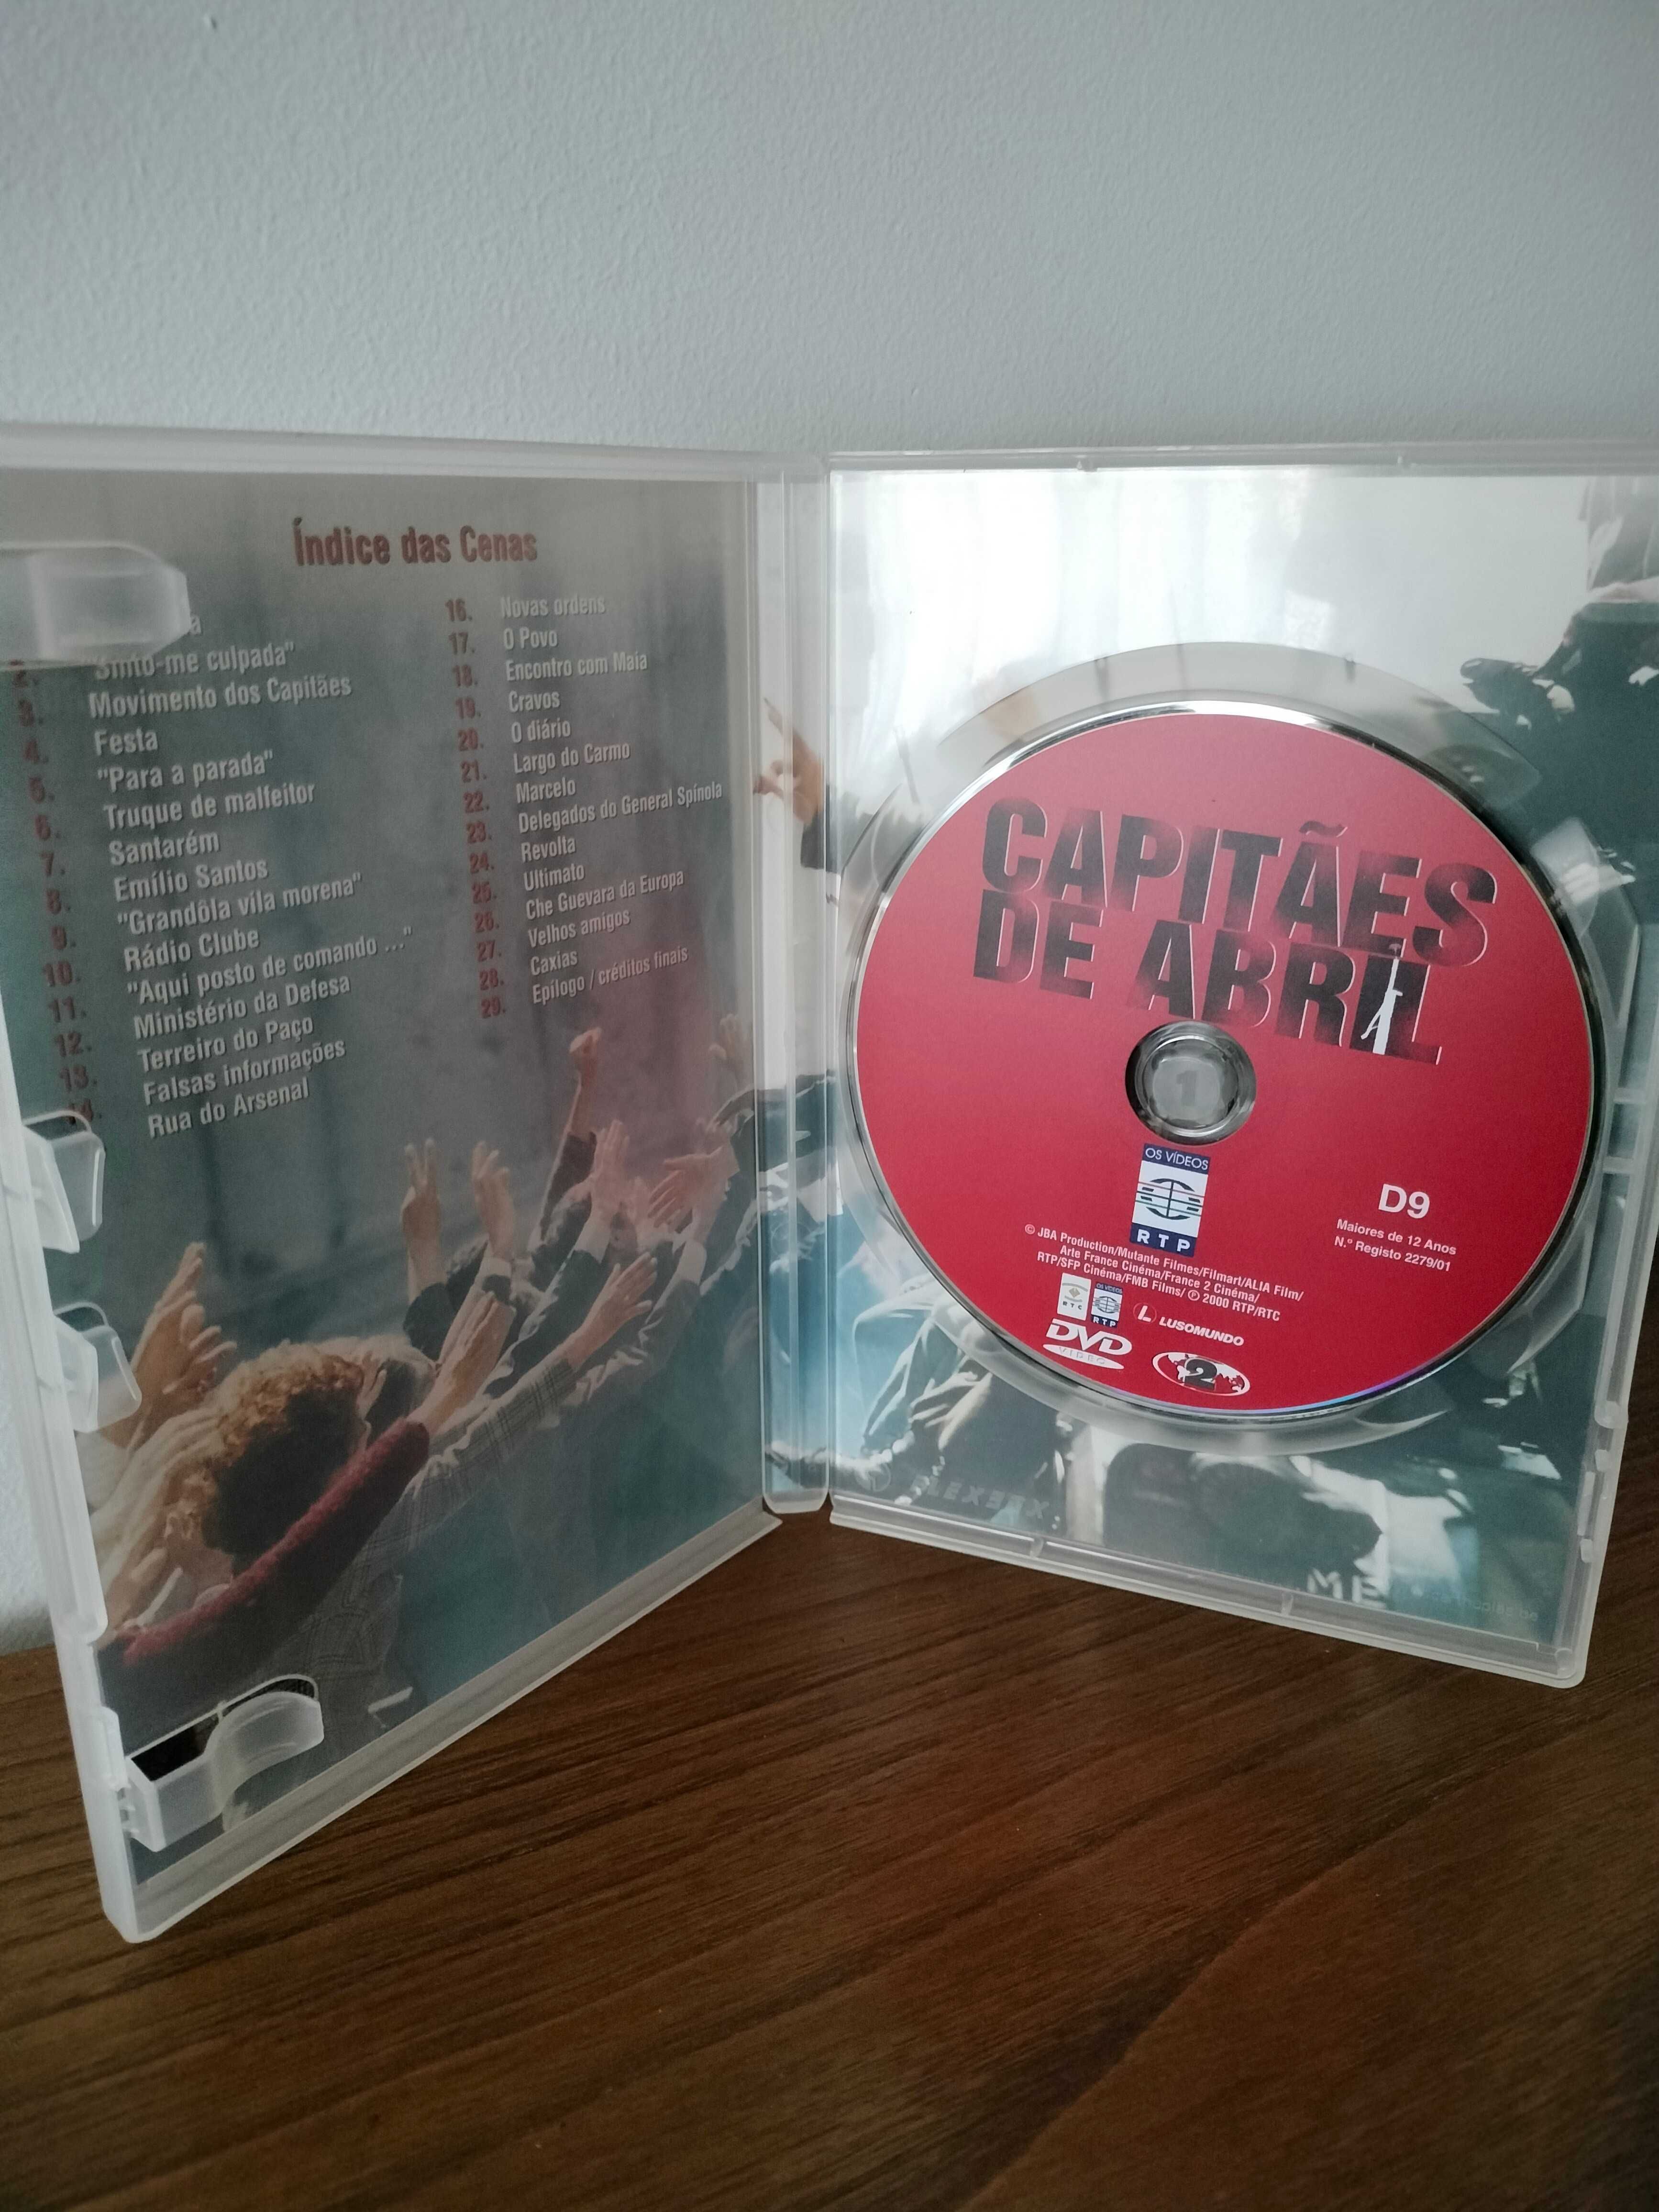 Índice das Cenas
2. "Sinto-me culpada"
3. Movimento dos Capitães
4. Festa
5. "Para a parada"
6. Truque de malfeitor
7. Santarém
8. Emílio Santos
9. "Grandôla vila morena"
10. Rádio Clube
11. "Aqui posto de comando ..."
12. Ministério da Defesa
13. Terreiro do Paço
14. Falsas informações
Rua do Arsenal
16. Novas ordens
17. O Povo
18. Encontro com Maia
19. Cravos
20. O diário
21. Largo do Carmo
22. Marcelo
23. Delegados do General Spínola
24. Revolta
25. Ultimato
26. Che Guevara da Europa
27. Velhos amigos
28. Caxias
29. Epílogo / créditos finais
CAPITÃES
DE ABRIL
1
OS VÍDEOS
RTP
D9
Maiores de 12 Anos
N.º Registo 2279/01
© JBA Production/Mutante Filmes/Filmart/ALIA Film/
Arte France Cinéma/France 2 Cinéma/
RTP/SFP Cinéma/FMB Films/ ℗ 2000 RTP/RTC
RTC
OS VÍDEOS
RTP
L LUSOMUNDO
DVD
VIDEO
2
ME